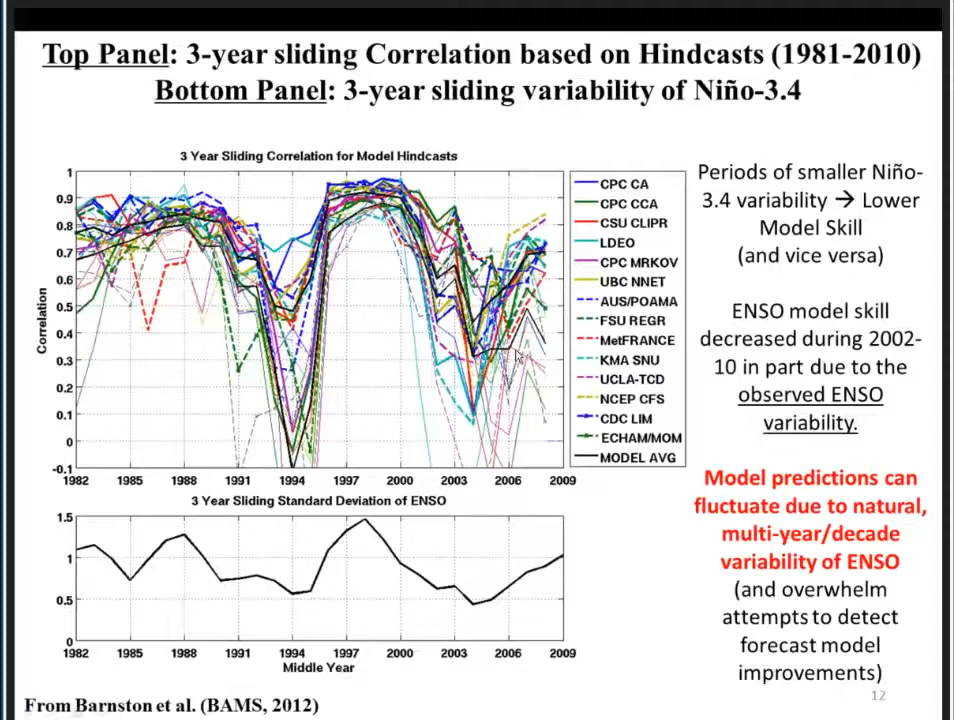 Top Panel: 3-year sliding Correlation based on Hindcasts (1981-2010)
Bottom Panel: 3-year sliding variability of Niño-3.4
3 Year Sliding Correlation for Model Hindcasts
1
0.9
0.8
0.7
0.6
0.5
0.4
0.3
0.2
0.1
0
-0.1
Correlation
1982 1985 1988 1991 1994 1997 2000 2003 2006 2009
CPC CA
CPC CCA
CSU CLIPR
LDEO
CPC MRKOV
UBC NNET
AUS/POAMA
FSU REGR
MetFRANCE
KMA SNU
UCLA-TCD
NCEP CFS
CDC LIM
ECHAM/MOM
MODEL AVG
3 Year Sliding Standard Deviation of ENSO
1.5
1
0.5
0
1982 1985 1988 1991 1994 1997 2000 2003 2006 2009
Middle Year
Periods of smaller Niño-
3.4 variability → Lower
Model Skill
(and vice versa)
ENSO model skill
decreased during 2002-
10 in part due to the
observed ENSO
variability.
Model predictions can
fluctuate due to natural,
multi-year/decade
variability of ENSO
(and overwhelm
attempts to detect
forecast model
improvements)
12
From Barnston et al. (BAMS, 2012)